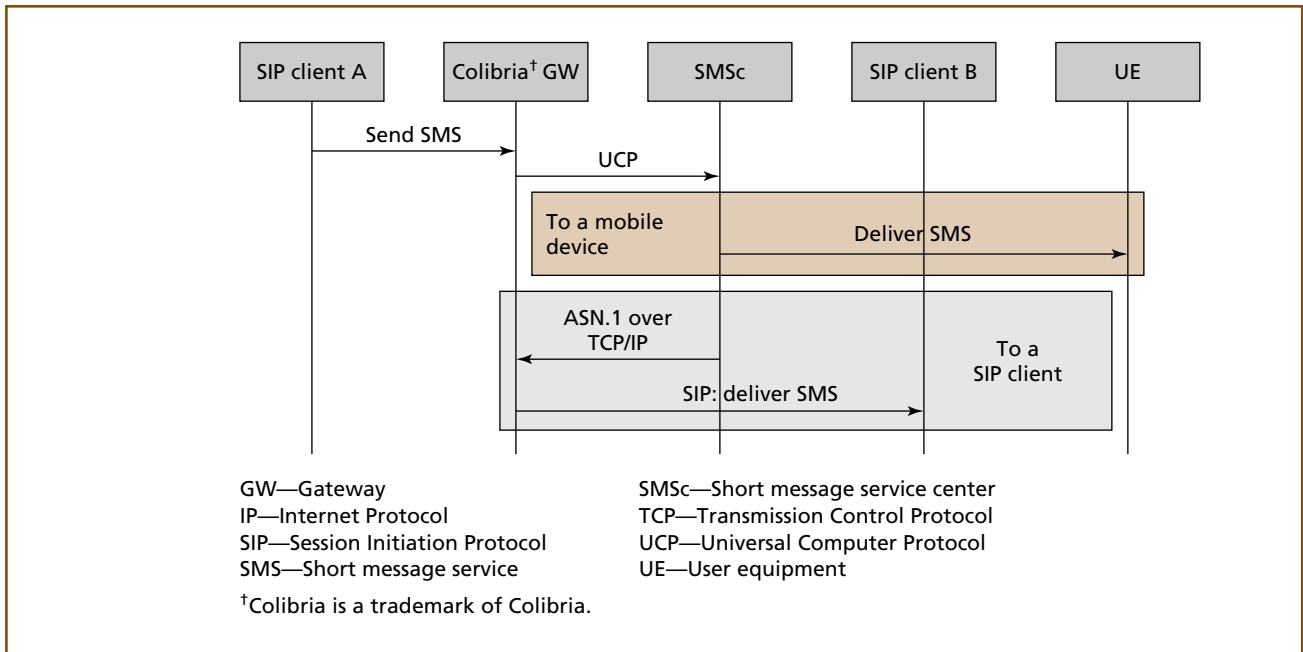 SIP client A
Colibria† GW
SMSc
SIP client B
UE
Send SMS
UCP
To a mobile
device
Deliver SMS
ASN.1 over
TCP/IP
To a
SIP client
SIP: deliver SMS
GW—Gateway
IP—Internet Protocol
SIP—Session Initiation Protocol
SMS—Short message service
SMSc—Short message service center
TCP—Transmission Control Protocol
UCP—Universal Computer Protocol
UE—User equipment
†Colibria is a trademark of Colibria.